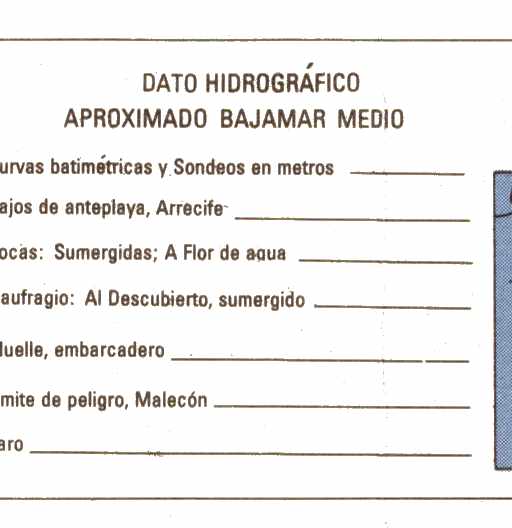 DATO HIDROGRÁFICO
APROXIMADO BAJAMAR MEDIO
urvas batimétricas y Sondeos en metros
ajos de anteplaya, Arrecife
ocas: Sumergidas; A Flor de agua
aufragio: Al Descubierto, sumergido
uelle, embarcadero
mite de peligro, Malecón
aro